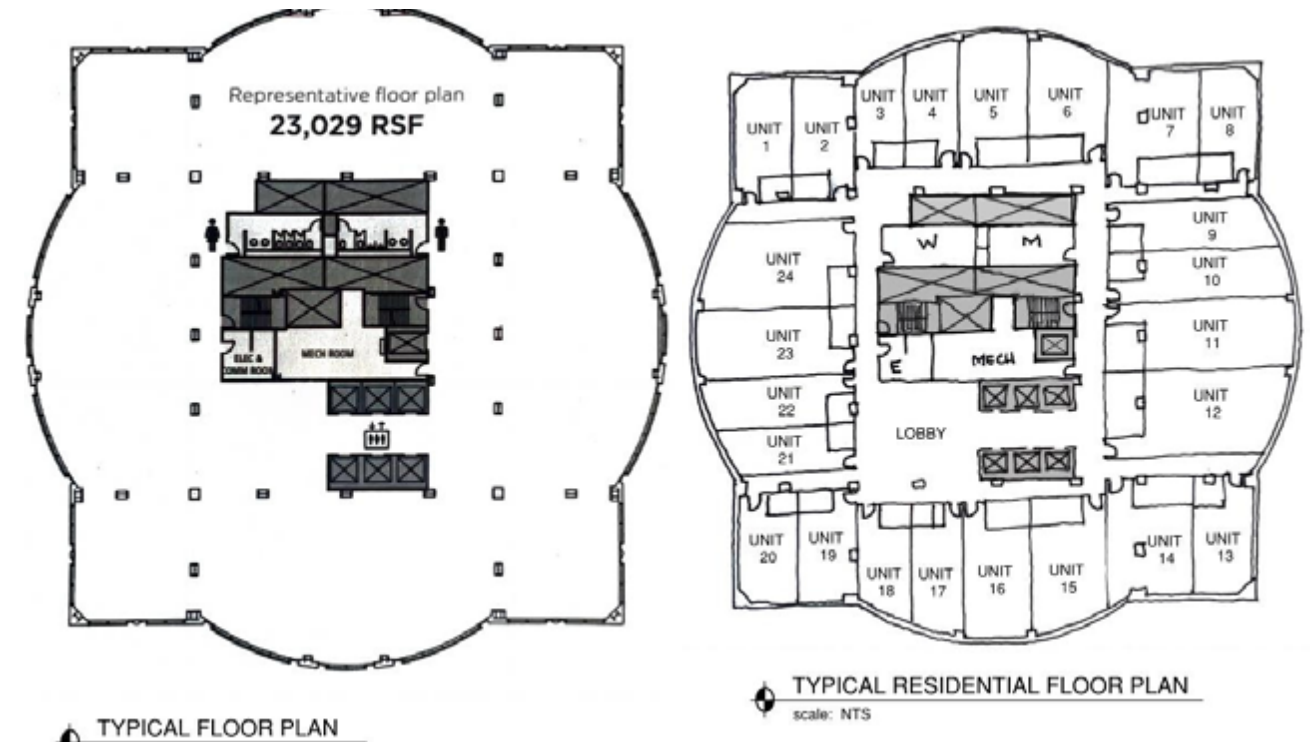 Representative floor plan
23,029 RSF
ELEC &
COMM ROOM
MECH ROOM
TYPICAL FLOOR PLAN
UNIT
1
UNIT
2
UNIT
3
UNIT
4
UNIT
5
UNIT
6
UNIT
7
UNIT
8
UNIT
9
UNIT
10
UNIT
11
UNIT
12
UNIT
24
UNIT
23
UNIT
22
UNIT
21
W
M
E
MECH
LOBBY
UNIT
20
UNIT
19
UNIT
18
UNIT
17
UNIT
16
UNIT
15
UNIT
14
UNIT
13
TYPICAL RESIDENTIAL FLOOR PLAN
scale: NTS